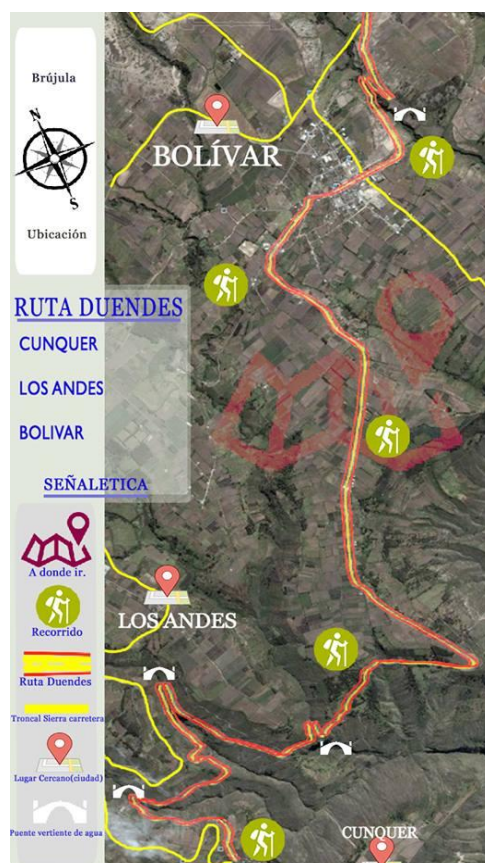 Brújula
N
S
Ubicación
RUTA DUENDES
CUNQUER
LOS ANDES
BOLIVAR
SEÑALETICA
A donde ir.
Recorrido
Ruta Duendes
Troncal Sierra carretera
Lugar Cercano(ciudad)
Puente vertiente de agua
BOLÍVAR
LOS ANDES
CUNQUER